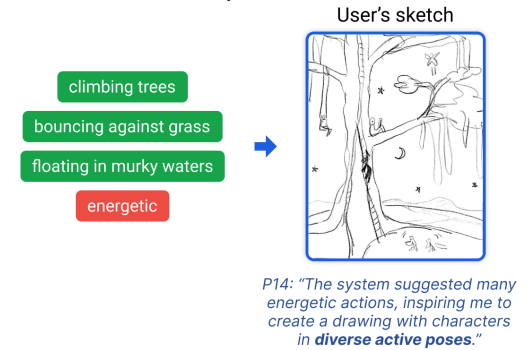 User’s sketch
climbing trees
bouncing against grass
floating in murky waters
energetic
P14: “The system suggested many
energetic actions, inspiring me to
create a drawing with characters
in diverse active poses.”